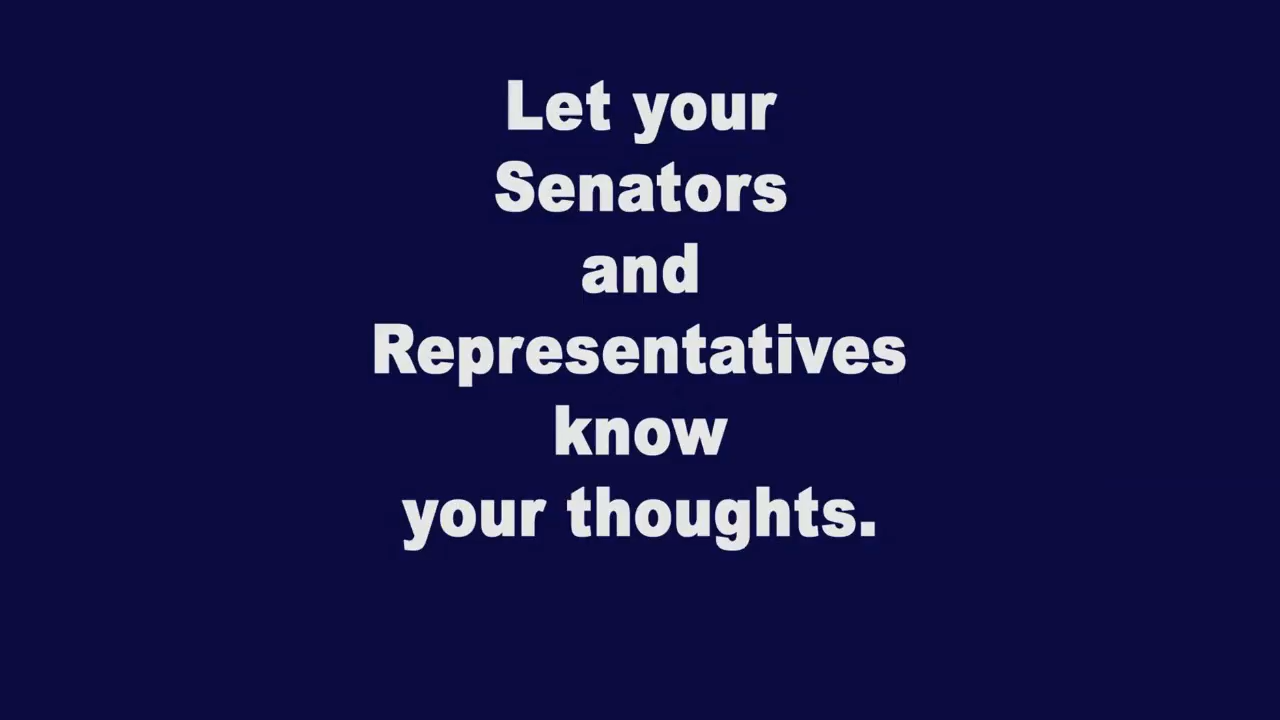 Let your
Senators
and
Representatives
know
your thoughts.